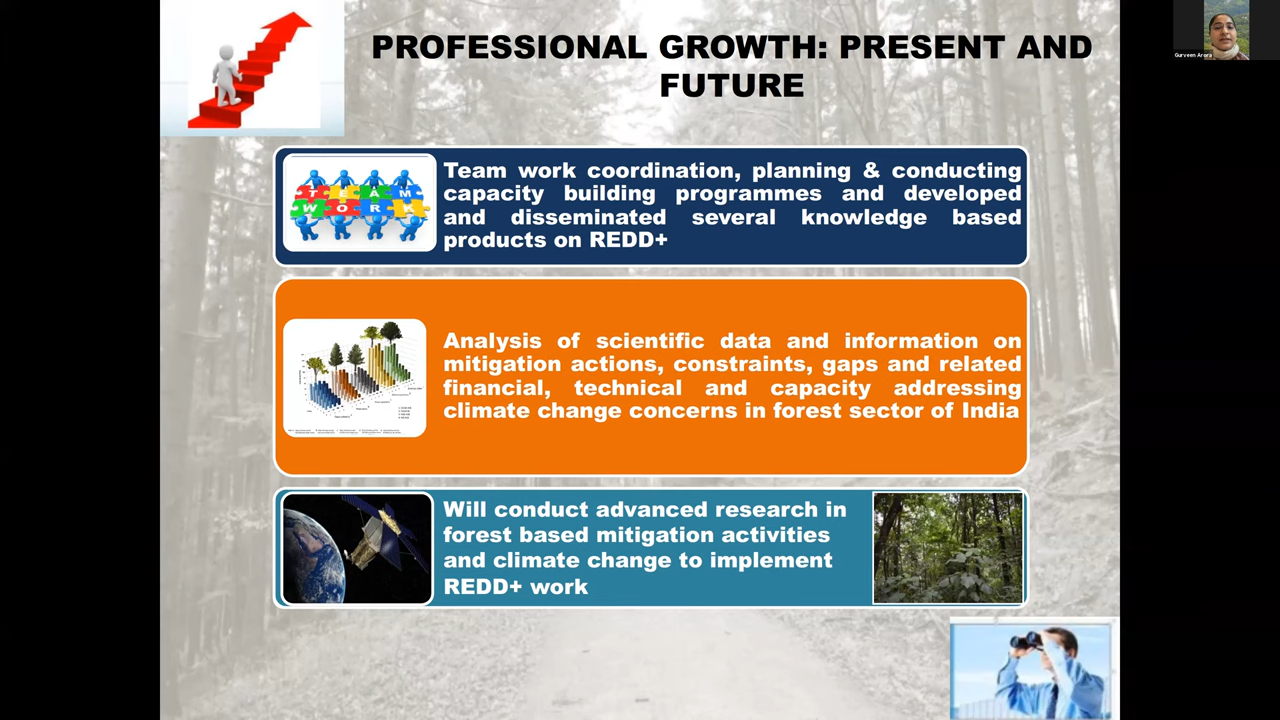 PROFESSIONAL GROWTH: PRESENT AND
FUTURE
Gurveen Arora
TEAM
WORK
Team work coordination, planning & conducting
capacity building programmes and developed
and disseminated several knowledge based
products on REDD+
Analysis of scientific data and information on
mitigation actions, constraints, gaps and related
financial, technical and capacity addressing
climate change concerns in forest sector of India
Will conduct advanced research in
forest based mitigation activities
and climate change to implement
REDD+ work